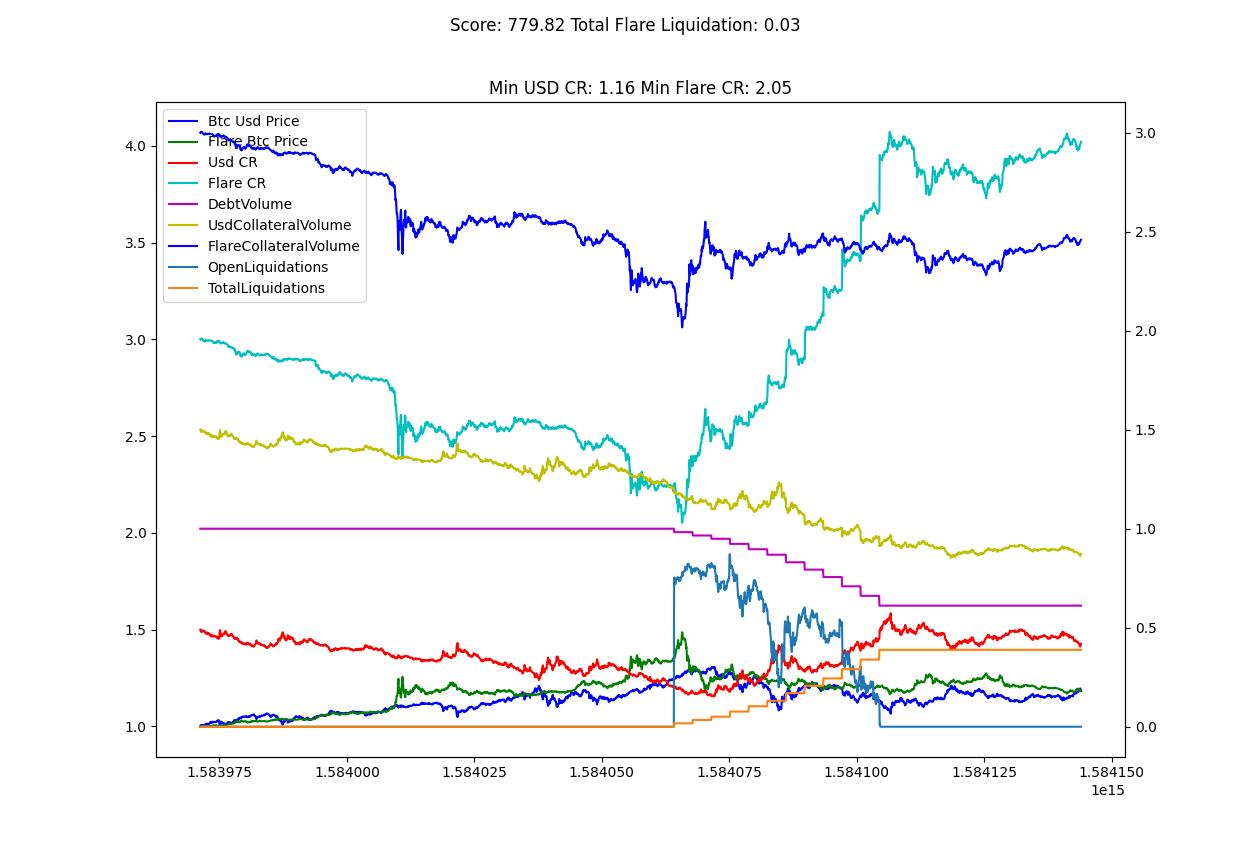 Score: 779.82 Total Flare Liquidation: 0.03
Min USD CR: 1.16 Min Flare CR: 2.05
Btc Usd Price
Flare Btc Price
Usd CR
Flare CR
DebtVolume
UsdCollateralVolume
FlareCollateralVolume
OpenLiquidations
TotalLiquidations
4.0
3.5
3.0
2.5
2.0
1.5
1.0
3.0
2.5
2.0
1.5
1.0
0.5
0.0
1.583975 1.584000 1.584025 1.584050 1.584075 1.584100 1.584125 1.584150
1e15